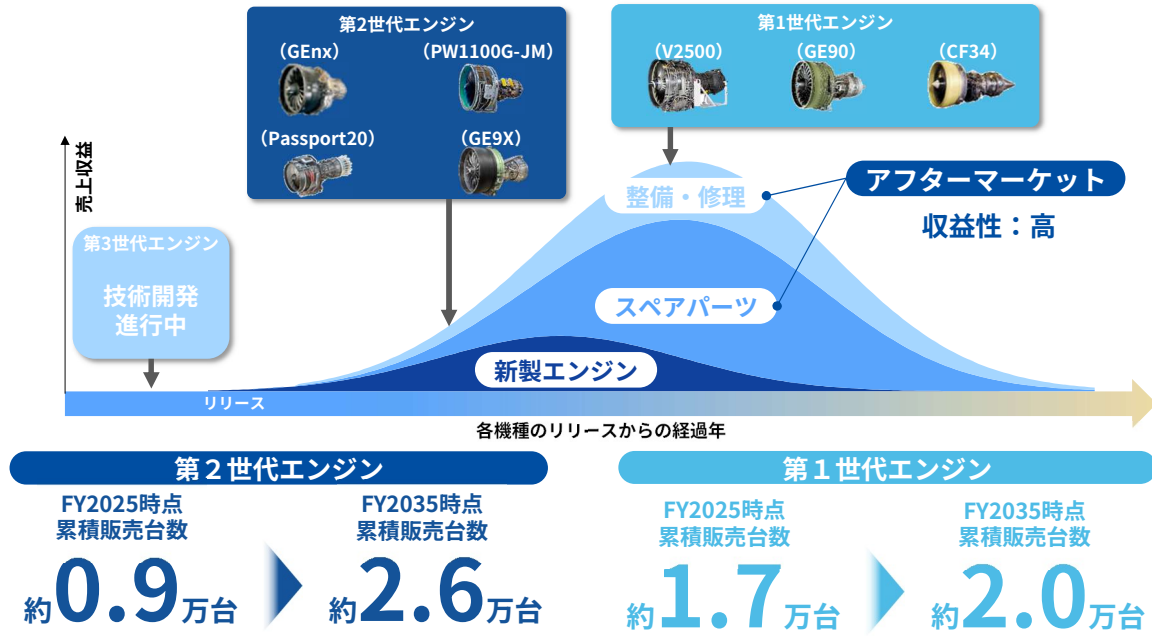 第2世代エンジン
（GEnx）
（PW1100G-JM）
（Passport20）
（GE9X）
第1世代エンジン
（V2500）
（GE90）
（CF34）
売上収益
第3世代エンジン
技術開発
進行中
整備・修理
アフターマーケット
収益性：高
スペアパーツ
新製エンジン
リリース
各機種のリリースからの経過年
第２世代エンジン
FY2025時点
累積販売台数
約0.9万台
FY2035時点
累積販売台数
約2.6万台
第１世代エンジン
FY2025時点
累積販売台数
約1.7万台
FY2035時点
累積販売台数
約2.0万台